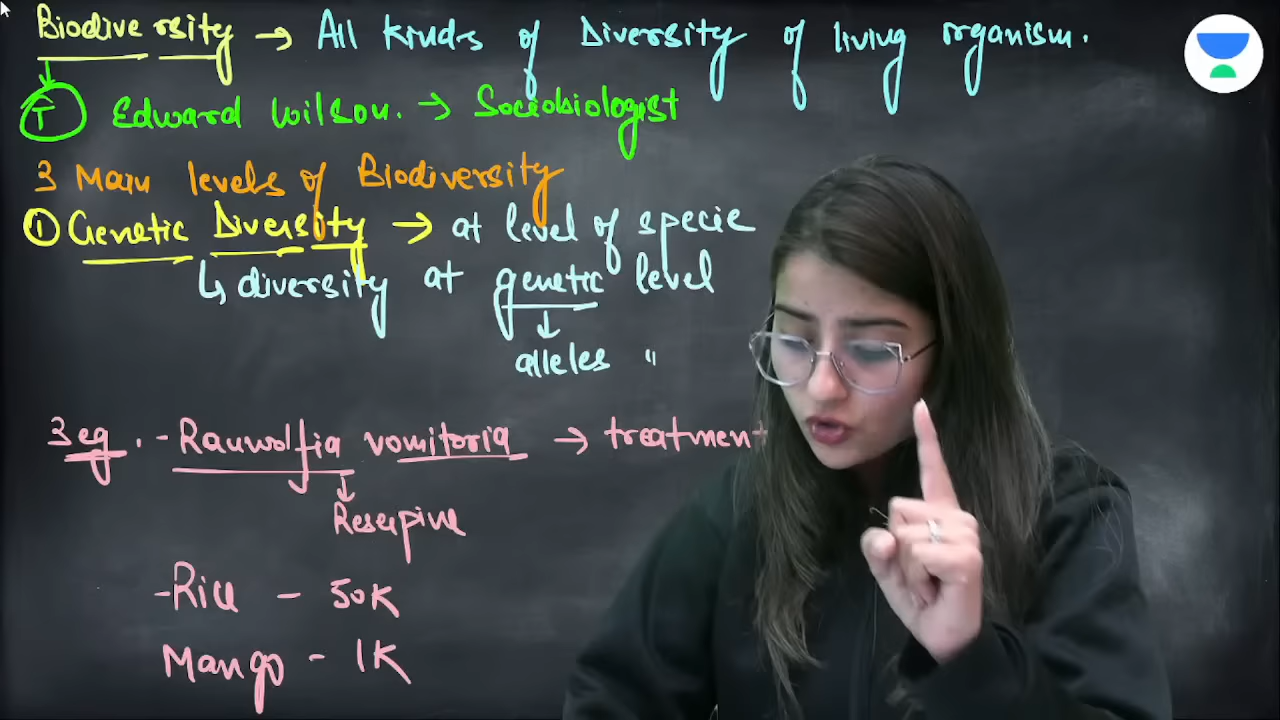 Biodiversity → All kinds of Diversity of living organism.
T Edward Wilson. → Sociobiologist
3 Main levels of Biodiversity
① Genetic Diversity → at level of specie
↳ diversity at genetic level
↓
alleles "
3 eg. - Rauwolfia vomitoria → treatment
↓
Reserpine
- Rice - 50K
Mango - 1K